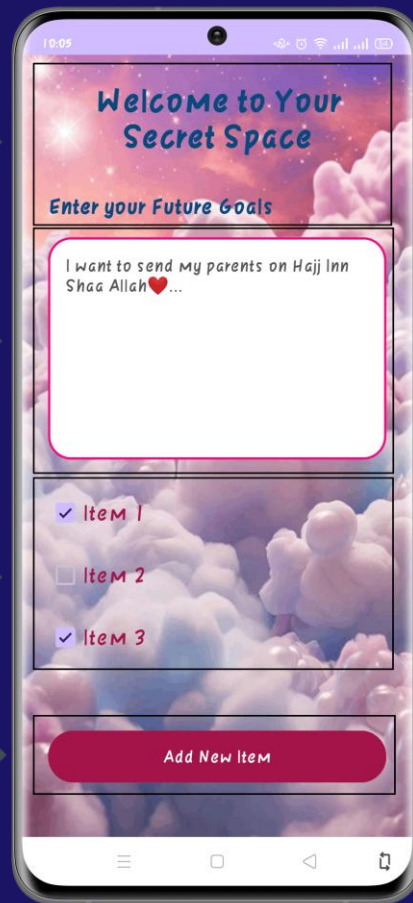 10:05
54
Welcome to Your
Secret Space
Enter your Future Goals
I want to send my parents on Hajj Inn
Shaa Allah❤️...
Item 1
Item 2
Item 3
Add New Item